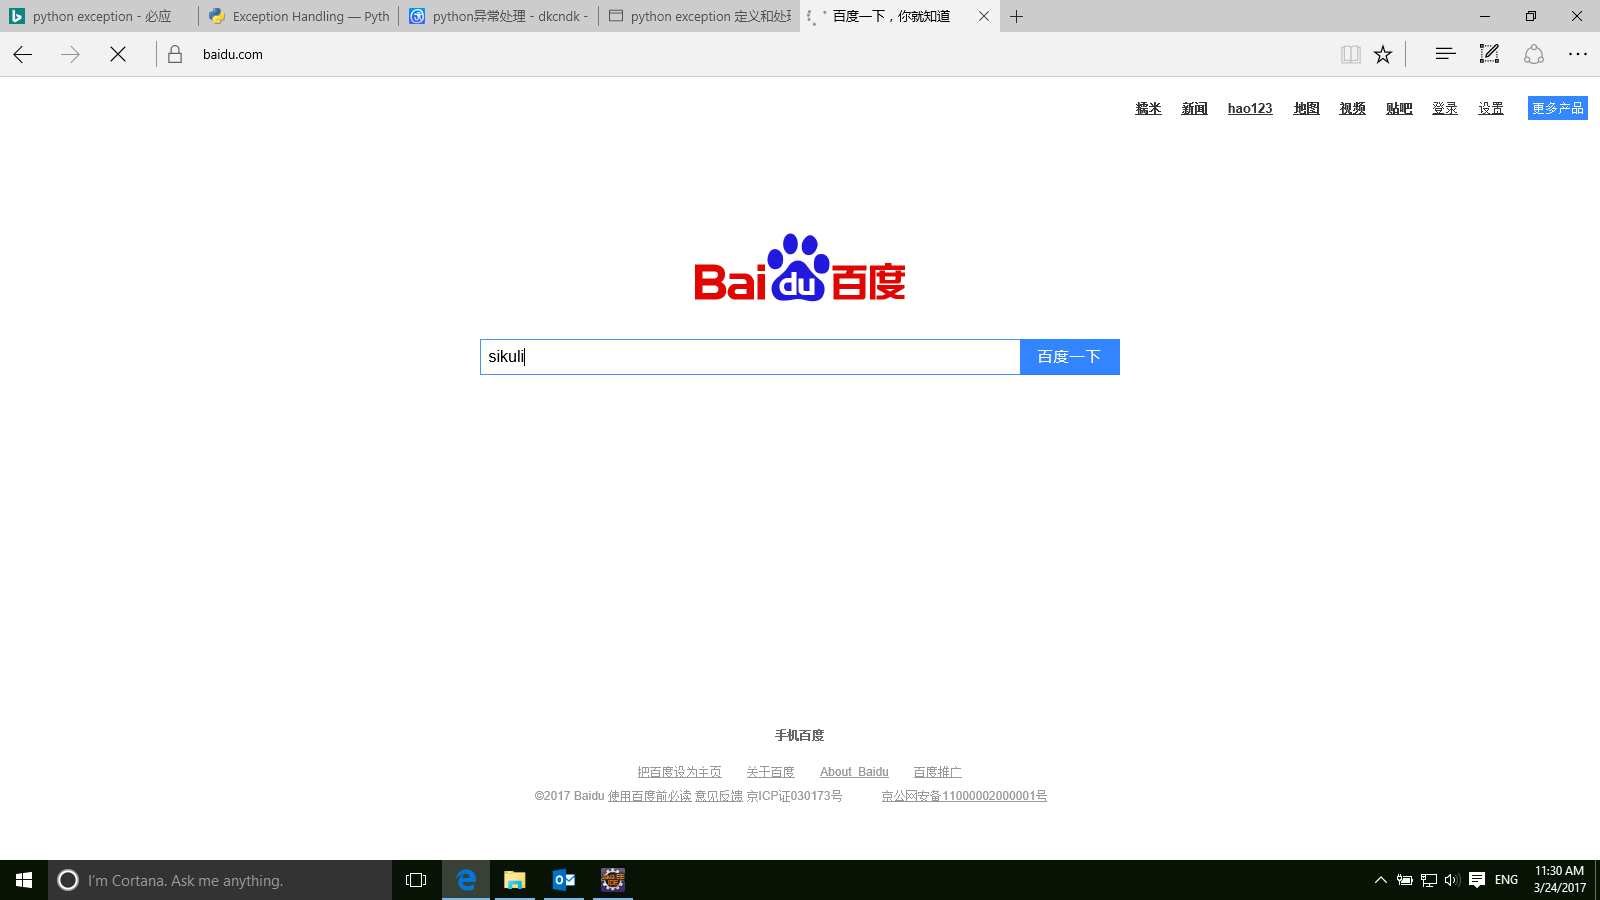 python exception - 必应
Exception Handling — Pyth
python异常处理 - dkcndk -
python exception 定义和处理
百度一下，你就知道
baidu.com
糯米 新闻 hao123 地图 视频 贴吧 登录 设置 更多产品
Bai du 百度
sikuli 百度一下
手机百度
把百度设为主页 关于百度 About Baidu 百度推广
©2017 Baidu 使用百度前必读 意见反馈 京ICP证030173号 京公网安备11000002000001号
I'm Cortana. Ask me anything.
ENG
11:30 AM
3/24/2017